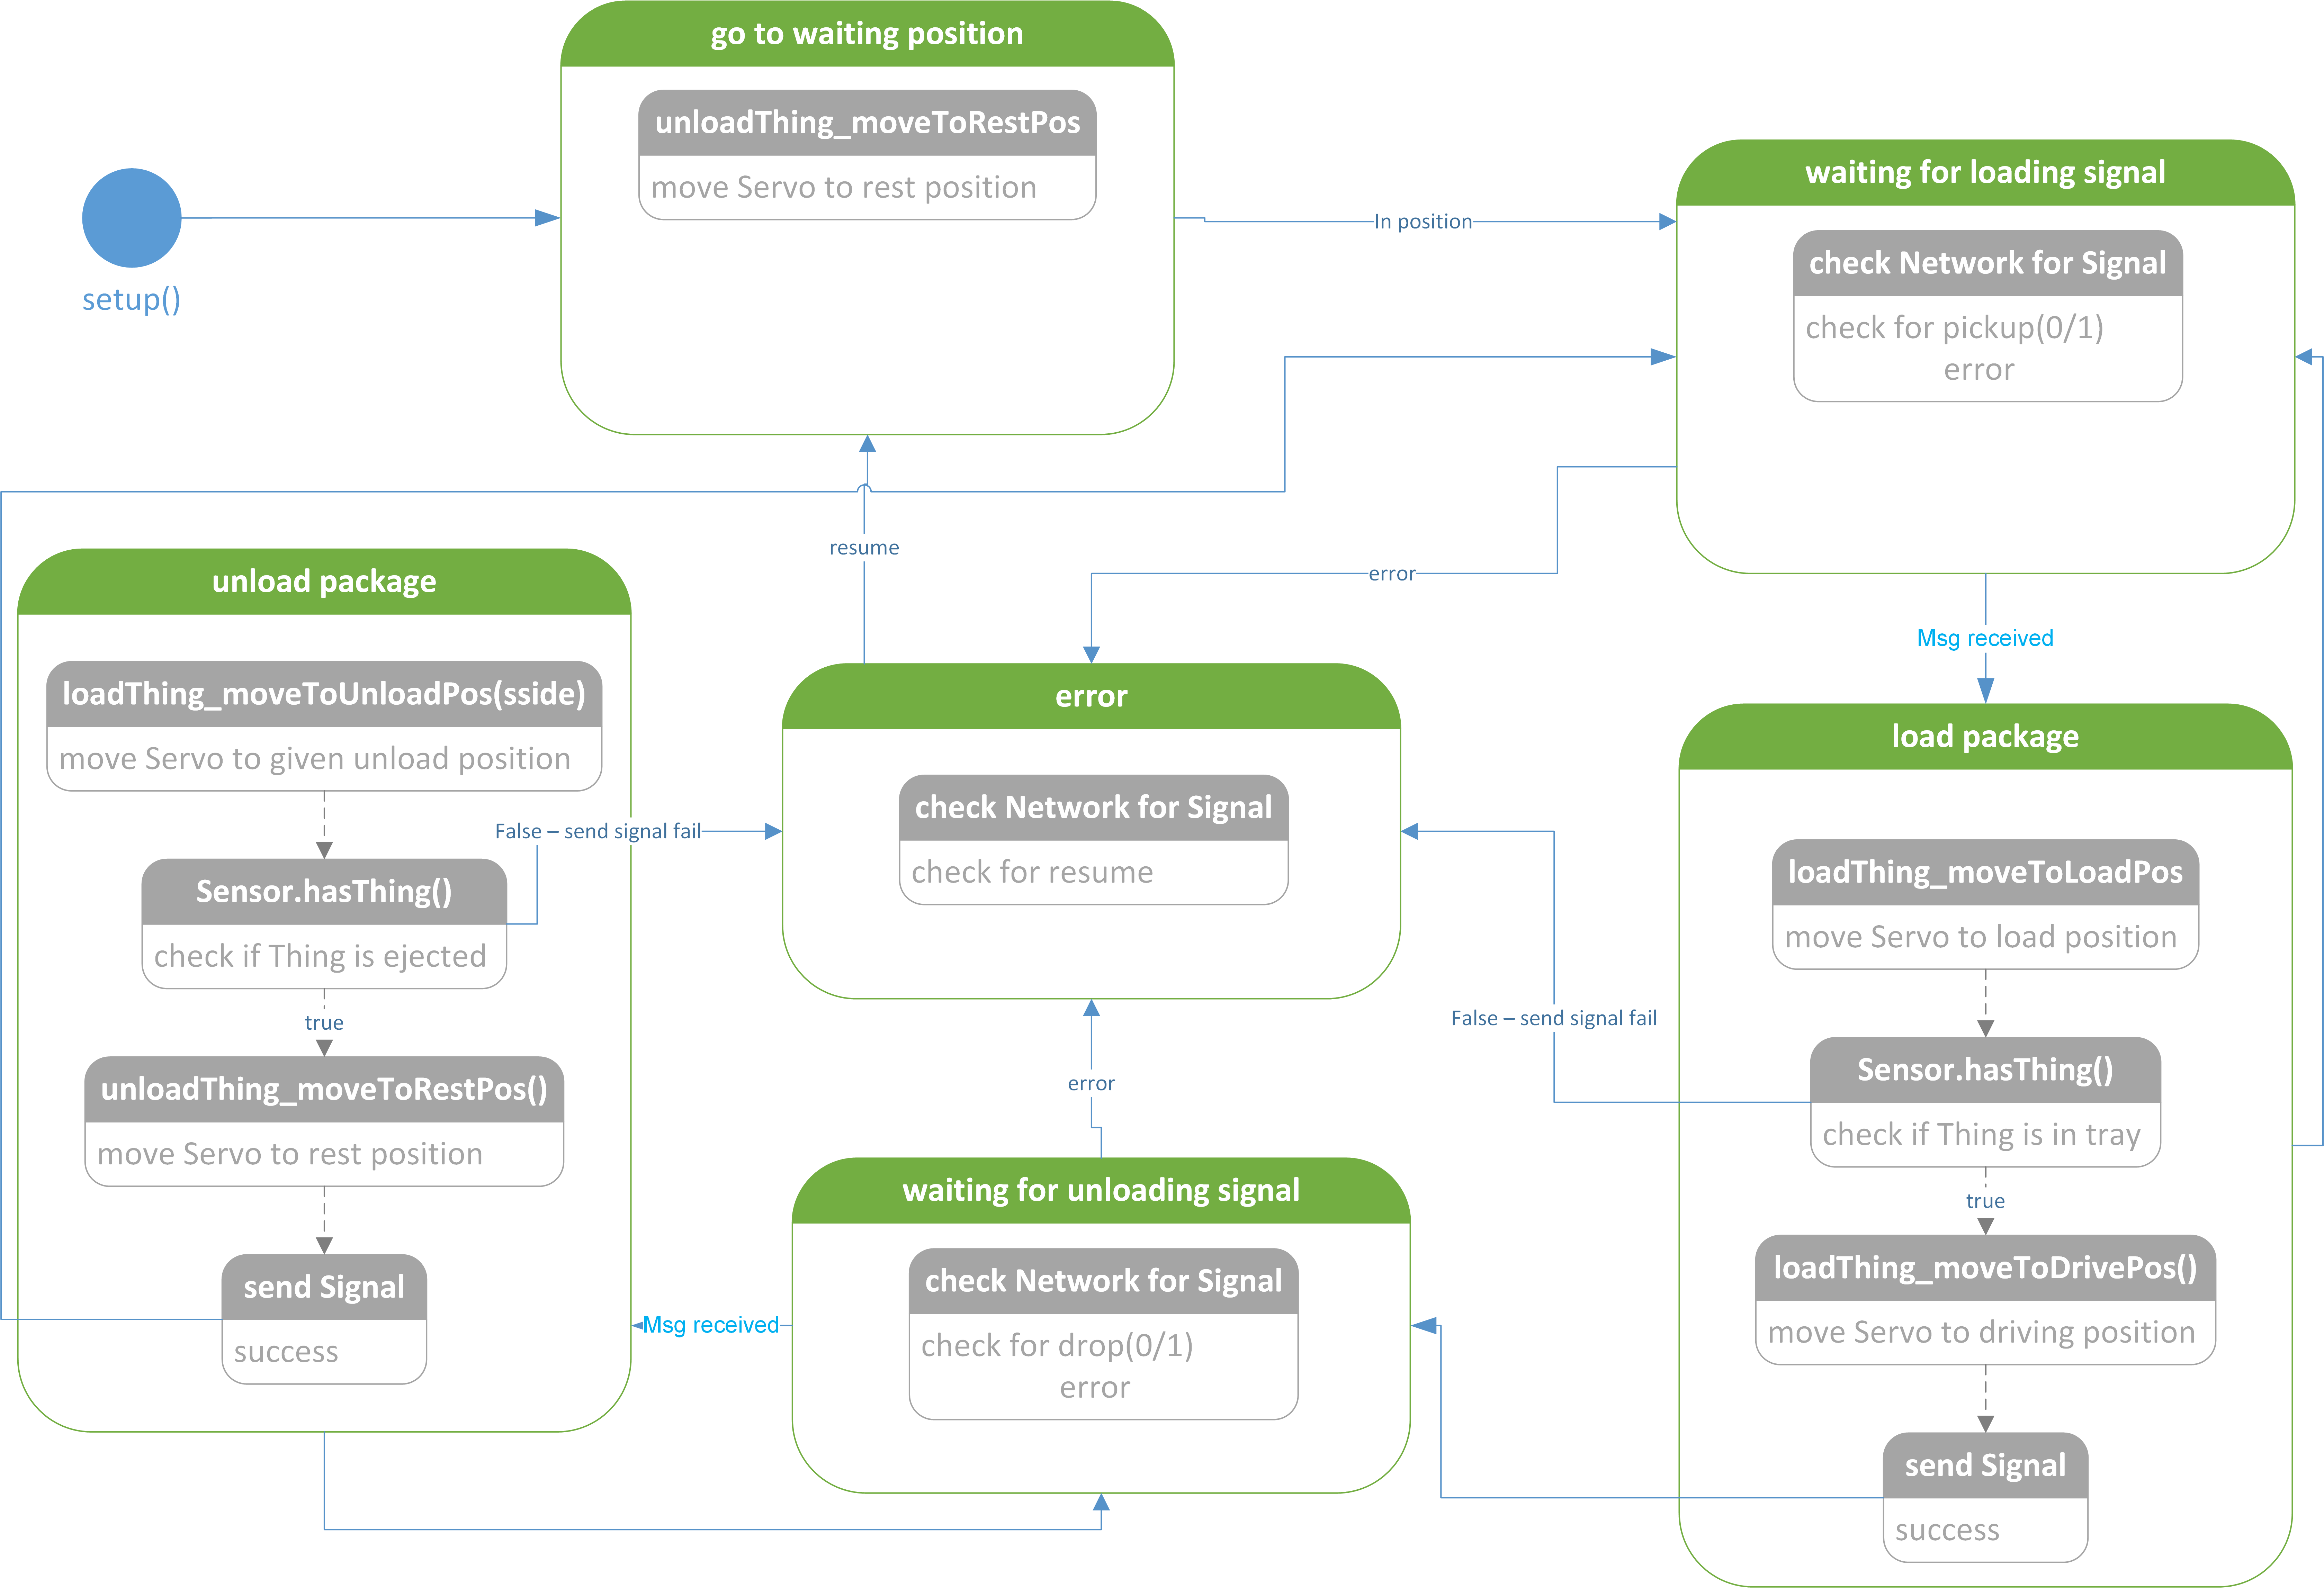 go to waiting position
unloadThing_moveToRestPos
move Servo to rest position
setup()
In position
waiting for loading signal
check Network for Signal
check for pickup(0/1)
error
resume
error
Msg received
unload package
loadThing_moveToUnloadPos(sside)
move Servo to given unload position
False – send signal fail
Sensor.hasThing()
check if Thing is ejected
true
unloadThing_moveToRestPos()
move Servo to rest position
send Signal
success
error
check Network for Signal
check for resume
error
waiting for unloading signal
check Network for Signal
check for drop(0/1)
error
Msg received
load package
loadThing_moveToLoadPos
move Servo to load position
False – send signal fail
Sensor.hasThing()
check if Thing is in tray
true
loadThing_moveToDrivePos()
move Servo to driving position
send Signal
success